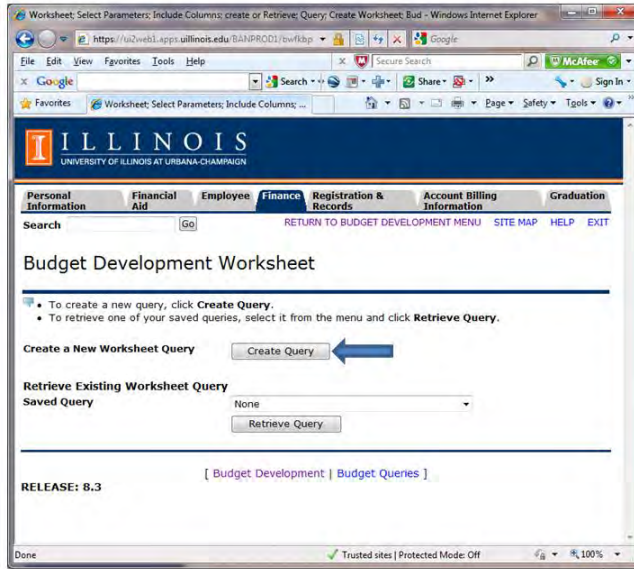 Worksheet; Select Parameters; Include Columns; create or Retrieve; Query; Create Worksheet; Bud - Windows Internet Explorer
https://ui2web1.apps.uillinois.edu/BANPROD1/bwfkbp
Google
File Edit View Favorites Tools Help
x Secure Search McAfee
x Google Search Share >> Sign In
Favorites Worksheet; Select Parameters; Include Columns; ... Page Safety Tools
I ILLINOIS
UNIVERSITY OF ILLINOIS AT URBANA-CHAMPAIGN
Personal Information Financial Aid Employee Finance Registration & Records Account Billing Information Graduation
Search Go RETURN TO BUDGET DEVELOPMENT MENU SITE MAP HELP EXIT
Budget Development Worksheet
• To create a new query, click Create Query.
• To retrieve one of your saved queries, select it from the menu and click Retrieve Query.
Create a New Worksheet Query Create Query
Retrieve Existing Worksheet Query
Saved Query None
Retrieve Query
[ Budget Development | Budget Queries ]
RELEASE: 8.3
Done Trusted sites | Protected Mode: Off 100%